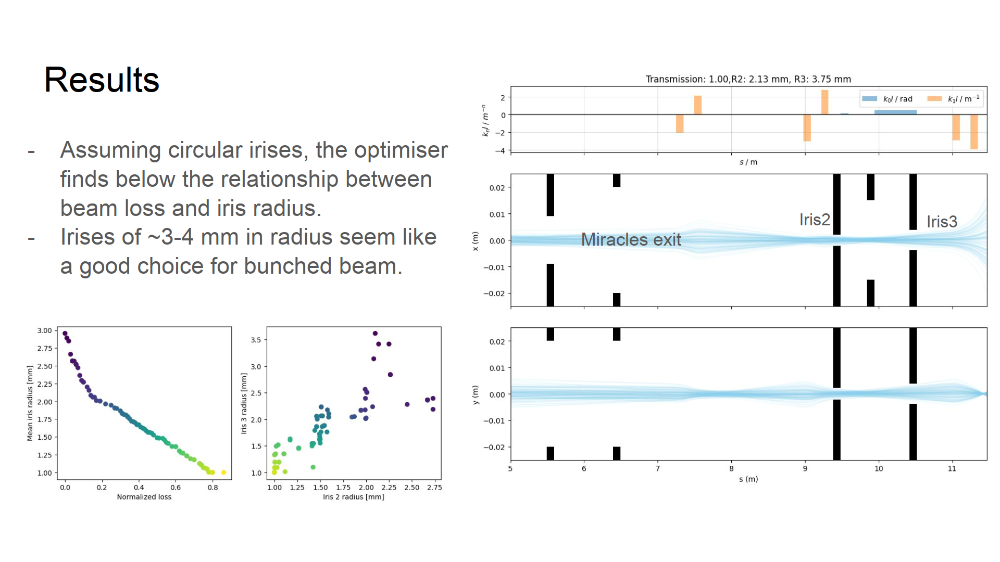 Results
- Assuming circular irises, the optimiser
finds below the relationship between
beam loss and iris radius.
- Irises of ~3-4 mm in radius seem like
a good choice for bunched beam.
3.00
2.75
2.50
2.25
2.00
1.75
1.50
1.25
1.00
Mean iris radius [mm]
0.0 0.2 0.4 0.6 0.8
Normalized loss
3.5
3.0
2.5
2.0
1.5
1.0
Iris 3 radius [mm]
1.00 1.25 1.50 1.75 2.00 2.25 2.50 2.75
Iris 2 radius [mm]
Transmission: 1.00,R2: 2.13 mm, R3: 3.75 mm
k₀l / rad k₁l / m⁻¹
2
0
−2
−4
kₙl / m⁻ⁿ
s / m
0.02
0.01
0.00
−0.01
−0.02
x (m)
Miracles exit
Iris2
Iris3
0.02
0.01
0.00
−0.01
−0.02
y (m)
5 6 7 8 9 10 11
s (m)